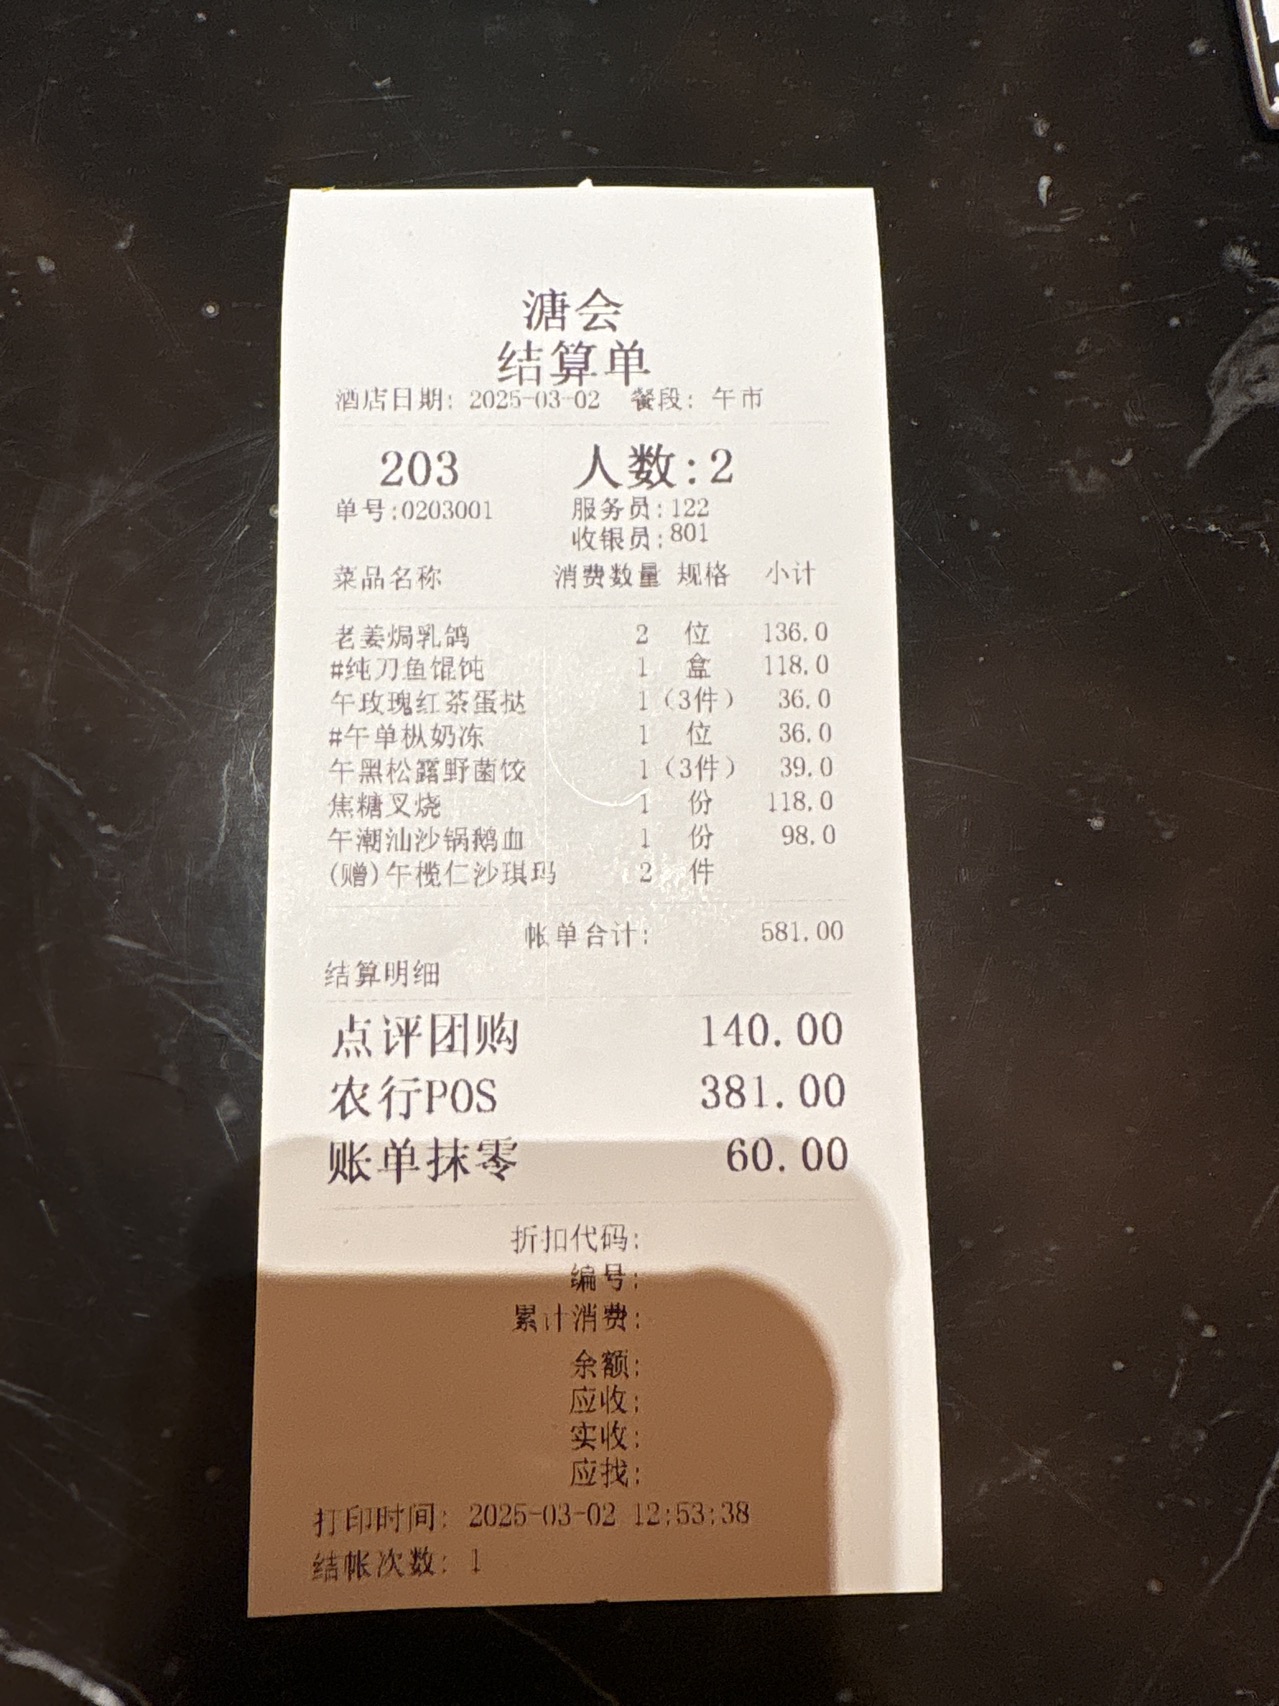 溏会
结算单
酒店日期: 2025-03-02 餐段: 午市
203 人数:2
单号:0203001 服务员:122
收银员:801
菜品名称 消费数量 规格 小计
老姜焗乳鸽 2 位 136.0
#纯刀鱼馄饨 1 盒 118.0
午玫瑰红茶蛋挞 1 (3件) 36.0
#午单枞奶冻 1 位 36.0
午黑松露野菌饺 1 (3件) 39.0
焦糖叉烧 1 份 118.0
午潮汕沙锅鹅血 1 份 98.0
(赠)午榄仁沙琪玛 2 件
帐单合计: 581.00
结算明细
点评团购 140.00
农行POS 381.00
账单抹零 60.00
折扣代码:
编号:
累计消费:
余额:
应收:
实收:
应找:
打印时间: 2025-03-02 12:53:38
结帐次数: 1